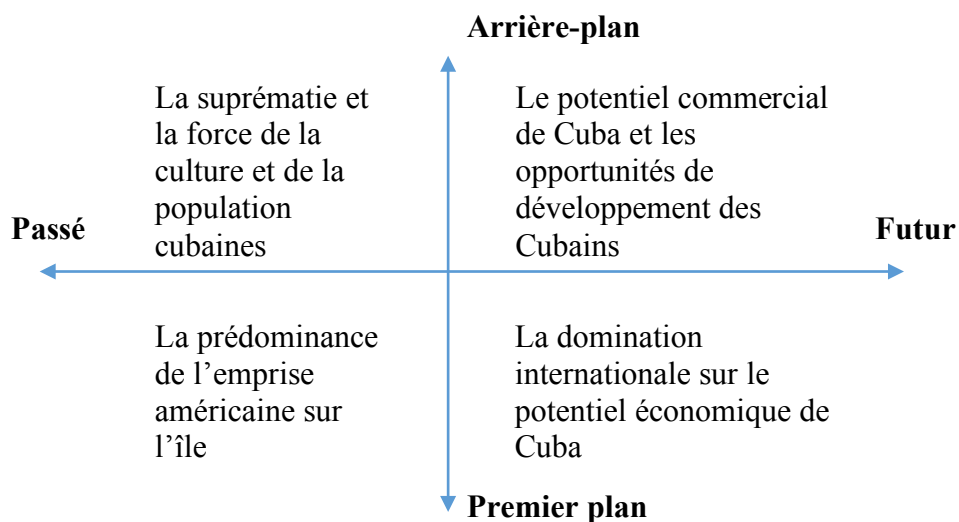 Arrière-plan
La suprématie et
la force de la
culture et de la
population
cubaines
Le potentiel commercial
de Cuba et les
opportunités de
développement des
Cubains
Passé
Futur
La prédominance
de l’emprise
américaine sur
l’île
La domination
internationale sur le
potentiel économique de
Cuba
Premier plan